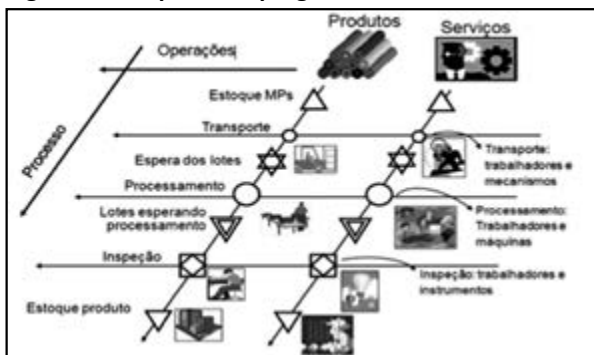 Produtos
Serviços
Operações
Estoque MPs
Transporte
Espera dos lotes
Processo
Processamento
Lotes esperando
processamento
Inspeção
Estoque produto
Transporte:
trabalhadores e
mecanismos
Processamento:
Trabalhadores e
máquinas
Inspeção: trabalhadores e
instrumentos